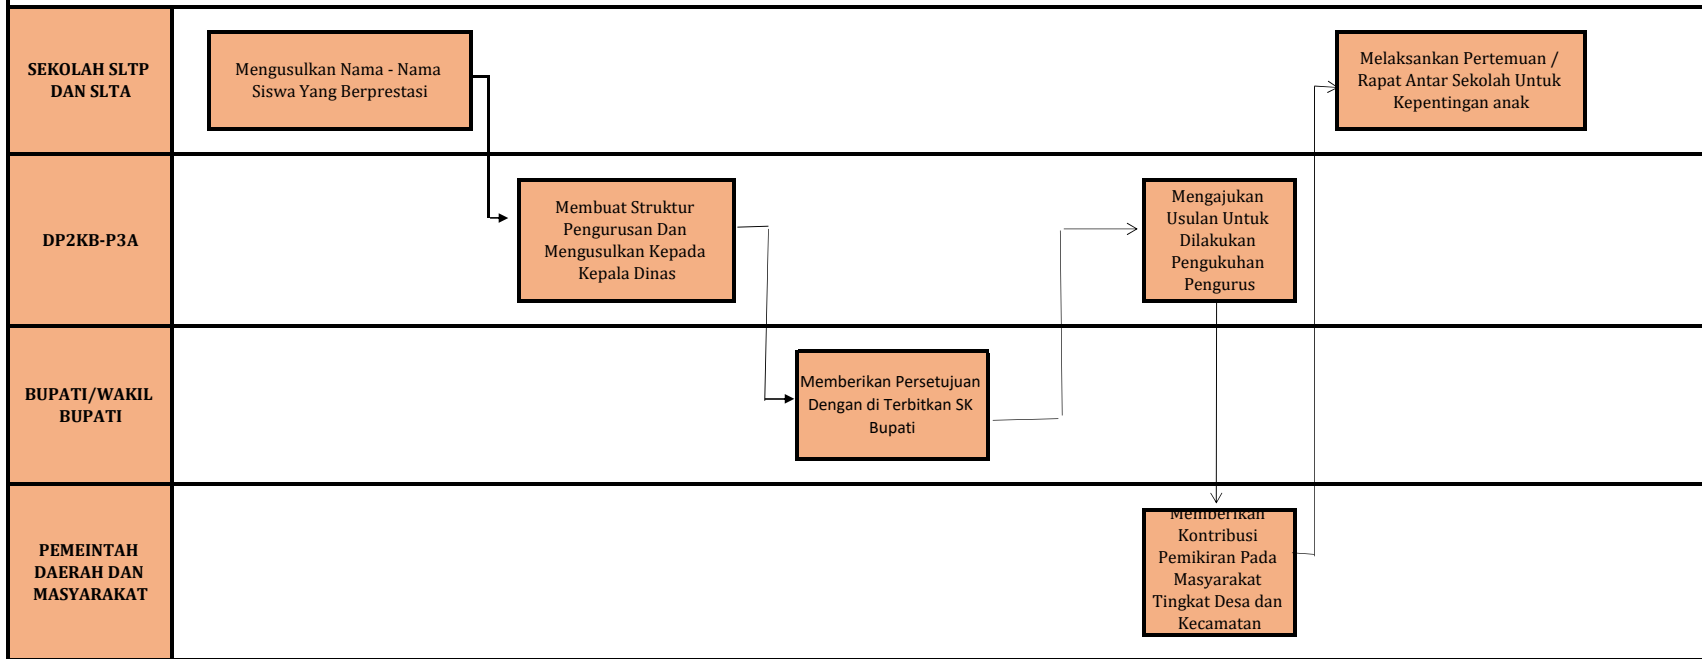 SEKOLAH SLTP
DAN SLTA
Mengusulkan Nama - Nama
Siswa Yang Berprestasi
Melaksankan Pertemuan /
Rapat Antar Sekolah Untuk
Kepentingan anak
DP2KB-P3A
Membuat Struktur
Pengurusan Dan
Mengusulkan Kepada
Kepala Dinas
Mengajukan
Usulan Untuk
Dilakukan
Pengukuhan
Pengurus
BUPATI/WAKIL
BUPATI
Memberikan Persetujuan
Dengan di Terbitkan SK
Bupati
PEMEINTAH
DAERAH DAN
MASYARAKAT
Memberikan
Kontribusi
Pemikiran Pada
Masyarakat
Tingkat Desa dan
Kecamatan